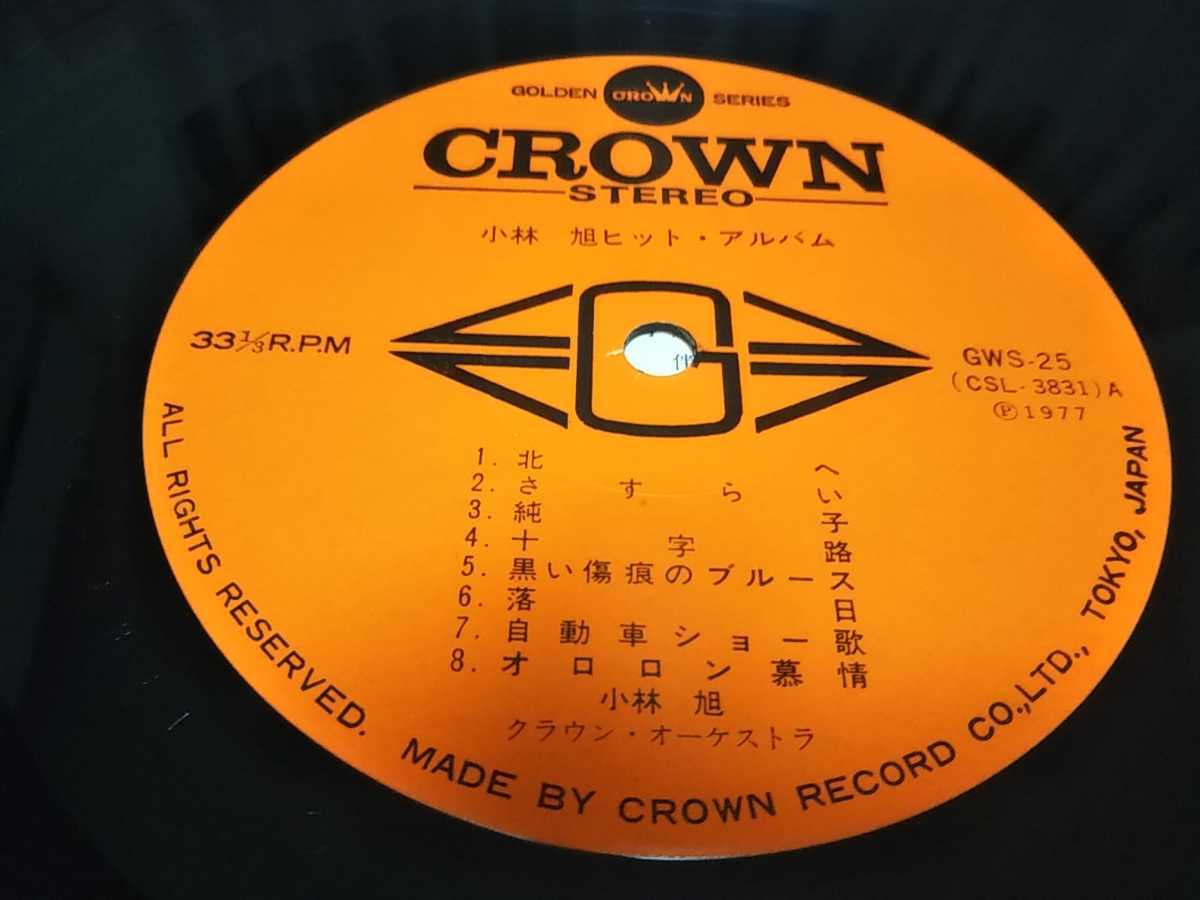 GOLDEN CROWN SERIES
CROWN
STEREO
小林 旭ヒット・アルバム
33 1/3 R.P.M
G
GWS-25
(CSL-3831)A
Ⓟ1977
1. 北へ
2. さすらい
3. 純子
4. 十字路
5. 黒い傷痕のブルース
6. 落日
7. 自動車ショー歌
8. オロロン慕情
小林 旭
クラウン・オーケストラ
ALL RIGHTS RESERVED. MADE BY CROWN RECORD CO.,LTD., TOKYO, JAPAN